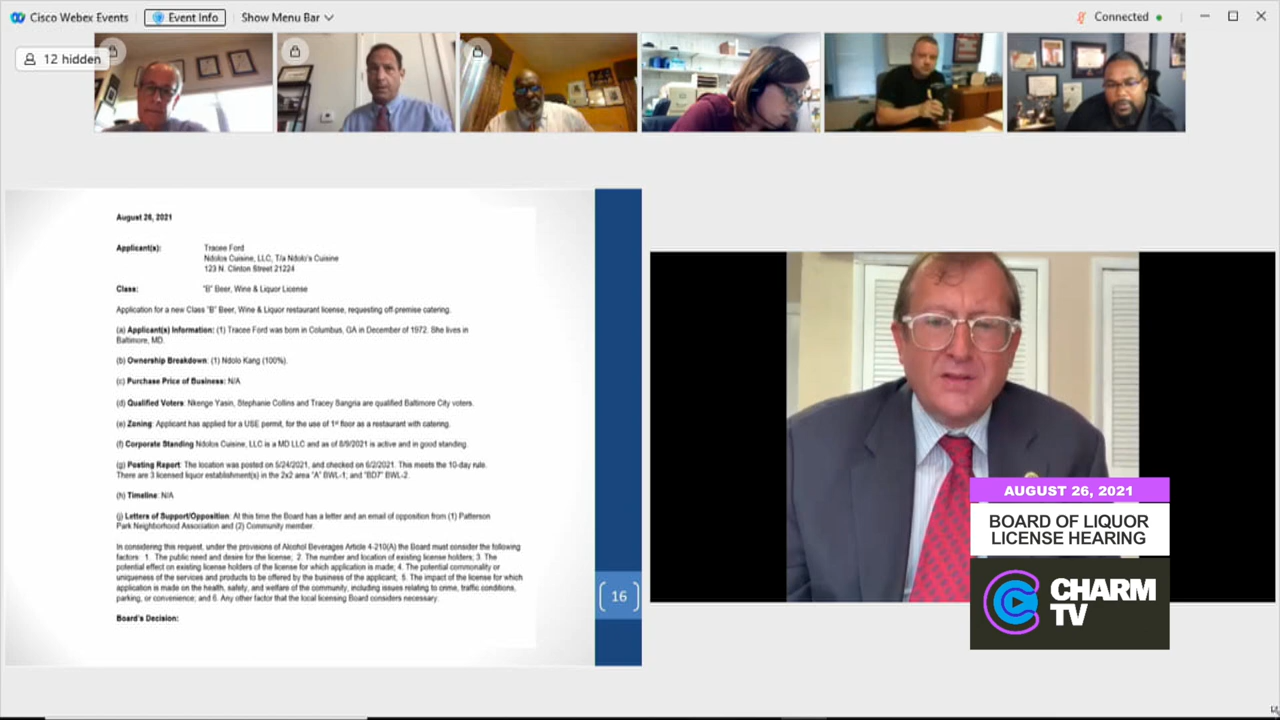 Cisco Webex Events
Event Info
Show Menu Bar
Connected
12 hidden
August 26, 2021
Applicant(s): Tracee Ford
Ndolos Cuisine, LLC, T/a Ndolo's Cuisine
123 N. Clinton Street 21224
Class: "B" Beer, Wine & Liquor License
Application for a new Class "B" Beer, Wine & Liquor restaurant license, requesting off-premise catering.
(a) Applicant(s) Information: (1) Tracee Ford was born in Columbus, GA in December of 1972. She lives in
Baltimore, MD.
(b) Ownership Breakdown: (1) Ndolo Kang (100%).
(c) Purchase Price of Business: N/A
(d) Qualified Voters: Nkenge Yasin, Stephanie Collins and Tracey Sangria are qualified Baltimore City voters.
(e) Zoning: Applicant has applied for a USE permit, for the use of 1st floor as a restaurant with catering.
(f) Corporate Standing Ndolos Cuisine, LLC is a MD LLC and as of 8/9/2021 is active and in good standing.
(g) Posting Report: The location was posted on 5/24/2021, and checked on 6/2/2021. This meets the 10-day rule.
There are 3 licensed liquor establishment(s) in the 2x2 area "A" BWL-1; and "BD7" BWL-2.
(h) Timeline: N/A
(j) Letters of Support/Opposition: At this time the Board has a letter and an email of opposition from (1) Patterson
Park Neighborhood Association and (2) Community member.
In considering this request, under the provisions of Alcohol Beverages Article 4-210(A) the Board must consider the following
factors: 1. The public need and desire for the license; 2. The number and location of existing license holders; 3. The
potential effect on existing license holders of the license for which application is made; 4. The potential commonality or
uniqueness of the services and products to be offered by the business of the applicant; 5. The impact of the license for which
application is made on the health, safety, and welfare of the community, including issues relating to crime, traffic conditions,
parking, or convenience; and 6. Any other factor that the local licensing Board considers necessary.
Board's Decision:
16
AUGUST 26, 2021
BOARD OF LIQUOR
LICENSE HEARING
CHARM
TV